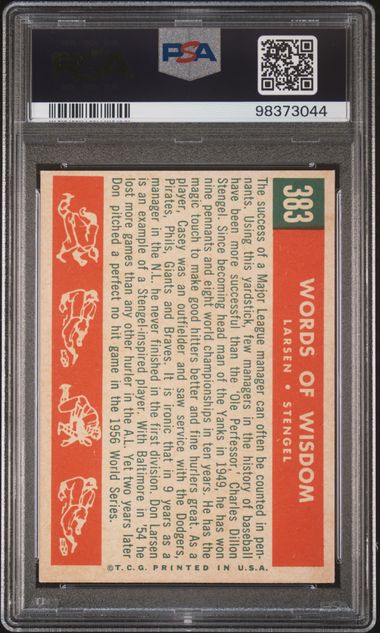 PSA
98373044
383
WORDS OF WISDOM
LARSEN • STENGEL
The success of a Major League manager can often be counted in pen-
nants. Using this yardstick, few managers in the history of baseball
have been more successful than the 'Ole Perfessor,' Charles Dillon
Stengel. Since becoming head man of the Yanks in 1949, he has won
nine pennants and eight world championships in ten years. He has the
magic touch to make good hitters better and fine hurlers great. As a
player, Casey was an outfielder and saw service with the Dodgers,
Pirates, Phils, Giants and Braves. It is ironic that in 9 years as a
manager in the N.L. he never finished in the first division. Don Larsen
is an example of a Stengel-inspired player. With Baltimore in '54 he
lost more games than any other hurler in the A.L. Yet two years later
Don pitched a perfect no hit game in the 1956 World Series.
©T.C.G. PRINTED IN U.S.A.